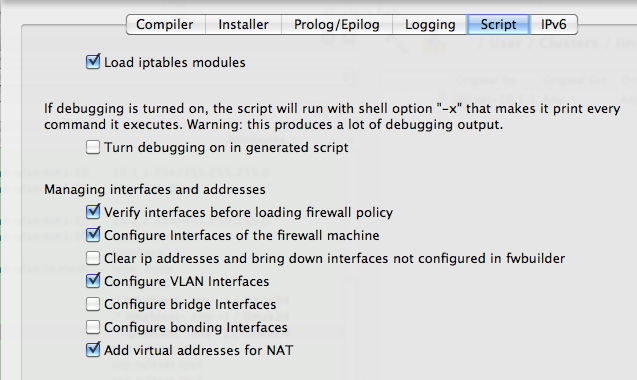 Compiler Installer Prolog/Epilog Logging Script IPv6
Load iptables modules
If debugging is turned on, the script will run with shell option "-x" that makes it print every
command it executes. Warning: this produces a lot of debugging output.
Turn debugging on in generated script
Managing interfaces and addresses
Verify interfaces before loading firewall policy
Configure Interfaces of the firewall machine
Clear ip addresses and bring down interfaces not configured in fwbuilder
Configure VLAN Interfaces
Configure bridge Interfaces
Configure bonding Interfaces
Add virtual addresses for NAT